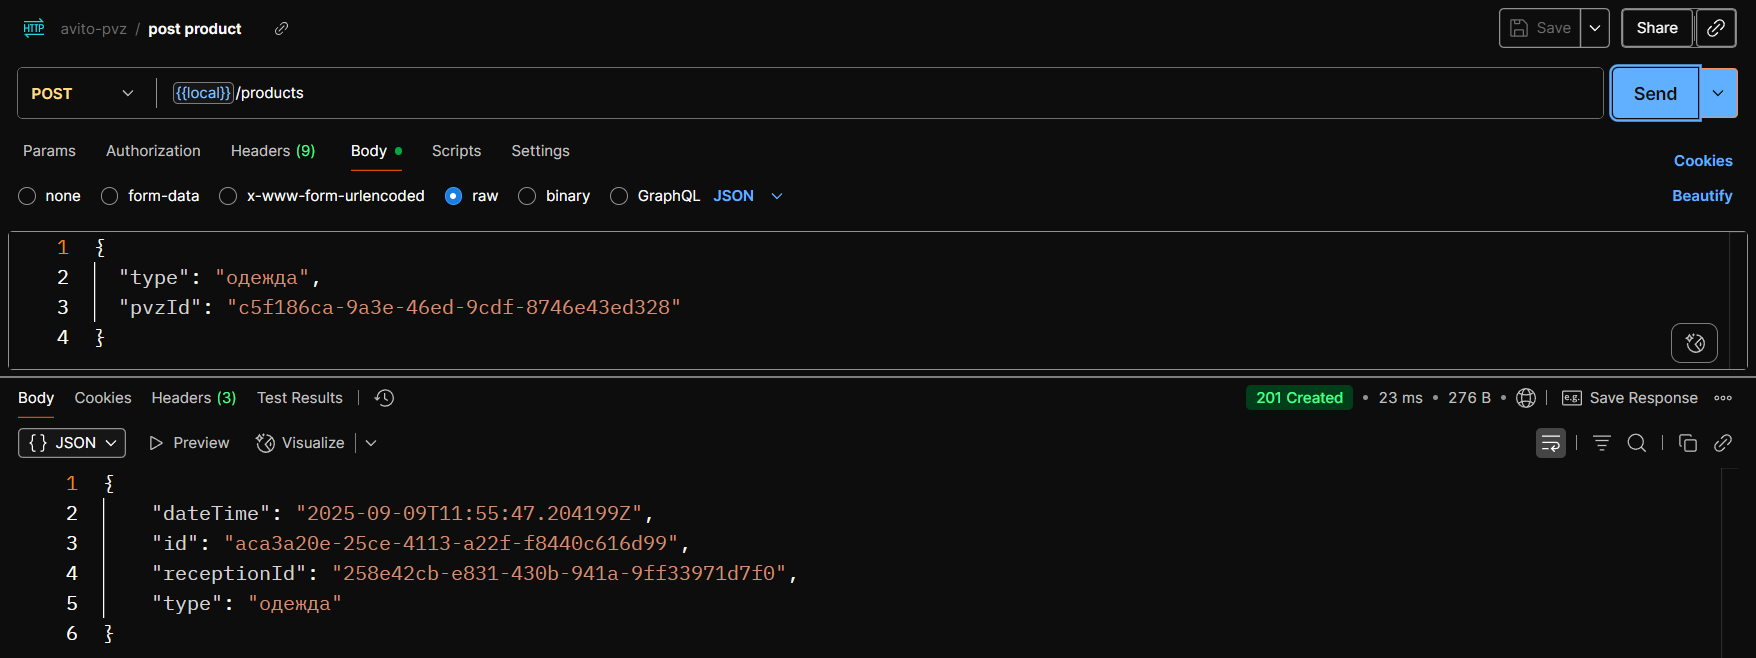 HTTP avito-pvz / post product Save Share
POST {{local}}/products Send
Params Authorization Headers (9) Body Scripts Settings Cookies
none form-data x-www-form-urlencoded raw binary GraphQL JSON Beautify
1 {
2 "type": "одежда",
3 "pvzId": "c5f186ca-9a3e-46ed-9cdf-8746e43ed328"
4 }
Body Cookies Headers (3) Test Results 201 Created • 23 ms • 276 B • e.g. Save Response
{} JSON Preview Visualize
1 {
2 "dateTime": "2025-09-09T11:55:47.204199Z",
3 "id": "aca3a20e-25ce-4113-a22f-f8440c616d99",
4 "receptionId": "258e42cb-e831-430b-941a-9ff33971d7f0",
5 "type": "одежда"
6 }